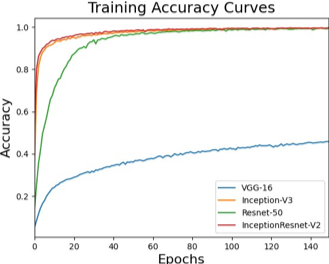 Training Accuracy Curves
1.0
0.8
0.6
0.4
0.2
Accuracy
VGG-16
Inception-V3
Resnet-50
InceptionResnet-V2
0 20 40 60 80 100 120 140
Epochs